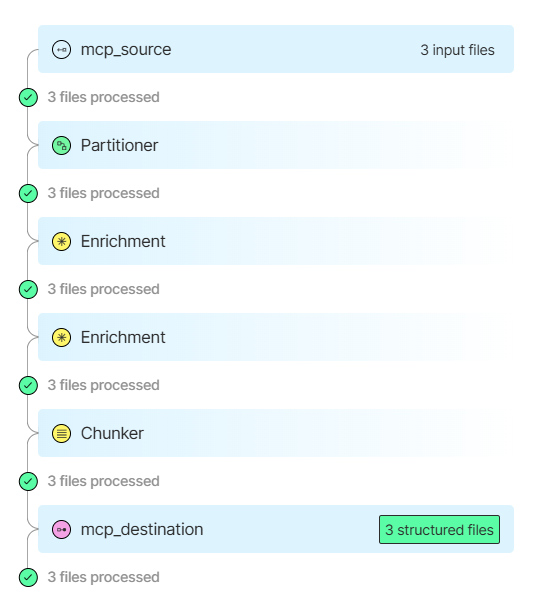 mcp_source 3 input files
3 files processed
Partitioner
3 files processed
Enrichment
3 files processed
Enrichment
3 files processed
Chunker
3 files processed
mcp_destination 3 structured files
3 files processed